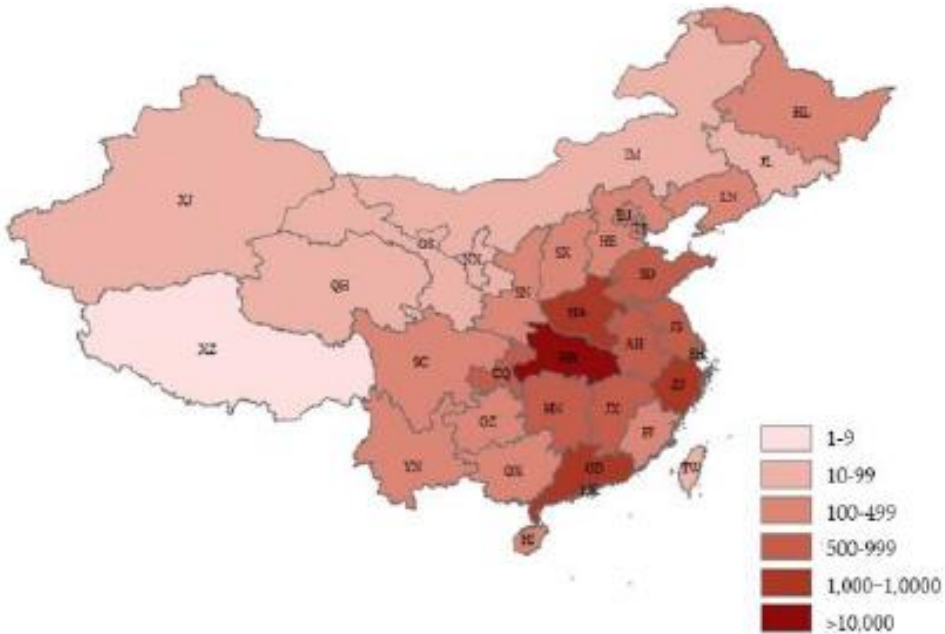 HL
IM
JL
XJ
LN
BJ
TJ
GS
HE
NX
SX
QH
SD
SN
HA
JS
XZ
AH
SH
SC
HB
CQ
ZJ
HN
JX
GZ
FJ
YN
GX
GD
TW
HI
1-9
10-99
100-499
500-999
1,000-1,0000
>10,000